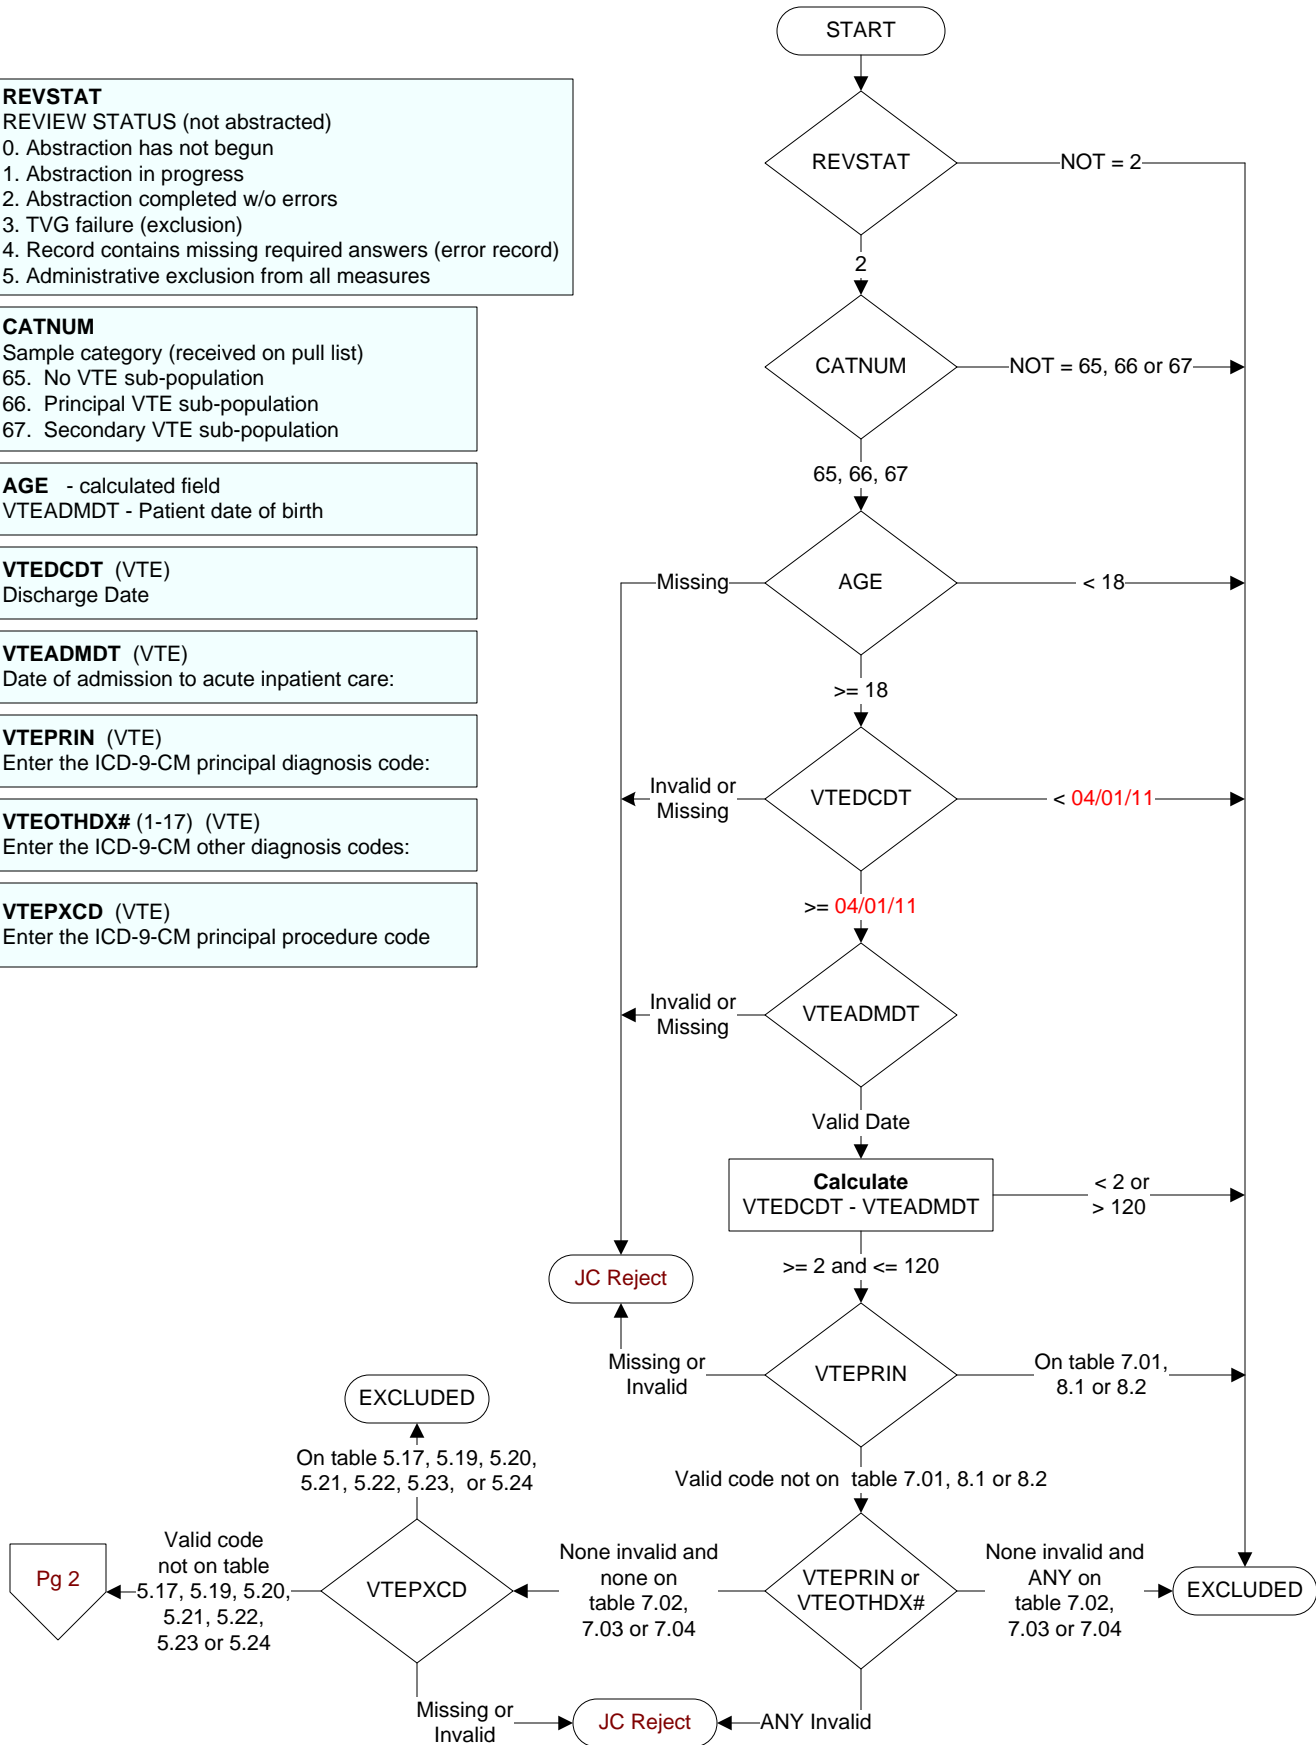 START
REVSTAT
REVIEW STATUS (not abstracted)
0. Abstraction has not begun
1. Abstraction in progress
2. Abstraction completed w/o errors
3. TVG failure (exclusion)
4. Record contains missing required answers (error record)
5. Administrative exclusion from all measures
CATNUM
Sample category (received on pull list)
65. No VTE sub-population
66. Principal VTE sub-population
67. Secondary VTE sub-population
AGE - calculated field
VTEADMDT - Patient date of birth
VTEDCDT (VTE)
Discharge Date
VTEADMDT (VTE)
Date of admission to acute inpatient care:
VTEPRIN (VTE)
Enter the ICD-9-CM principal diagnosis code:
VTEOTHDX# (1-17) (VTE)
Enter the ICD-9-CM other diagnosis codes:
VTEPXCD (VTE)
Enter the ICD-9-CM principal procedure code
REVSTAT
NOT = 2
2
CATNUM
NOT = 65, 66 or 67
65, 66, 67
Missing
AGE
< 18
>= 18
Invalid or
Missing
VTEDCDT
< 04/01/11
>= 04/01/11
Invalid or
Missing
VTEADMDT
Valid Date
Calculate
VTEDCDT - VTEADMDT
< 2 or
> 120
>= 2 and <= 120
JC Reject
Missing or
Invalid
VTEPRIN
On table 7.01,
8.1 or 8.2
Valid code not on table 7.01, 8.1 or 8.2
EXCLUDED
On table 5.17, 5.19, 5.20,
5.21, 5.22, 5.23, or 5.24
Pg 2
Valid code
not on table
5.17, 5.19, 5.20,
5.21, 5.22,
5.23 or 5.24
VTEPXCD
None invalid and
none on
table 7.02,
7.03 or 7.04
VTEPRIN or
VTEOTHDX#
None invalid and
ANY on
table 7.02,
7.03 or 7.04
EXCLUDED
Missing or
Invalid
JC Reject
ANY Invalid